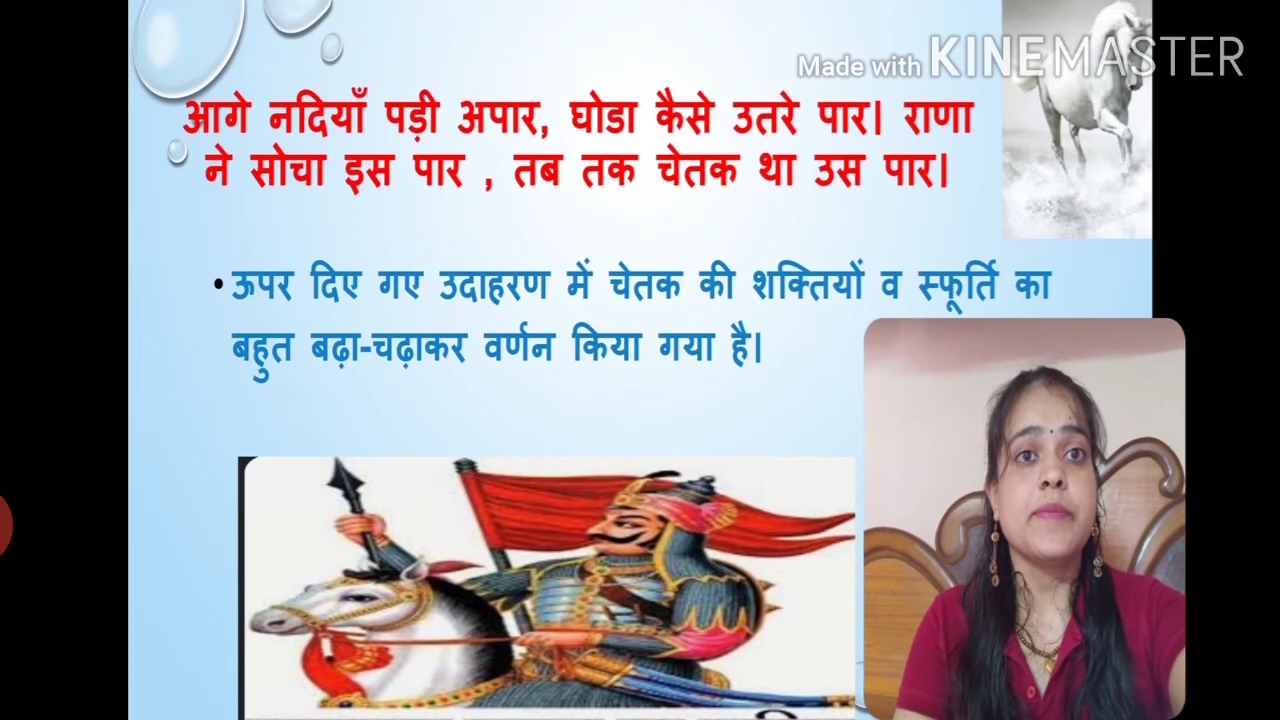 Made with KINEMASTER
आगे नदियाँ पड़ी अपार, घोडा कैसे उतरे पार। राणा
ने सोचा इस पार , तब तक चेतक था उस पार।
• ऊपर दिए गए उदाहरण में चेतक की शक्तियों व स्फूर्ति का
बहुत बढ़ा-चढ़ाकर वर्णन किया गया है।